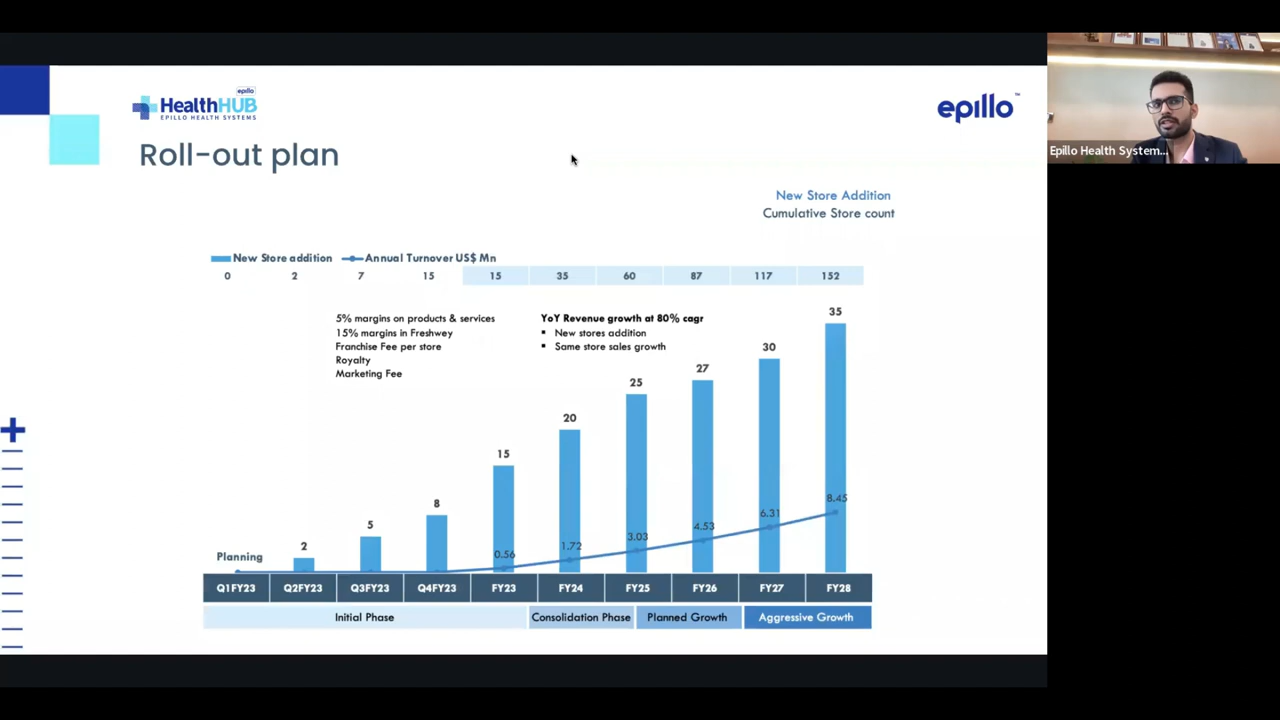 epillo
HealthHUB
EPILLO HEALTH SYSTEMS
epillo™
Roll-out plan
Epillo Health System...
New Store Addition
Cumulative Store count
New Store addition Annual Turnover US$ Mn
0 2 7 15 15 35 60 87 117 152
5% margins on products & services
15% margins in Freshwey
Franchise Fee per store
Royalty
Marketing Fee
YoY Revenue growth at 80% cagr
▪ New stores addition
▪ Same store sales growth
Planning
2
5
8
15
20
25
27
30
35
0.56
1.72
3.03
4.53
6.31
8.45
Q1FY23 Q2FY23 Q3FY23 Q4FY23 FY23 FY24 FY25 FY26 FY27 FY28
Initial Phase Consolidation Phase Planned Growth Aggressive Growth